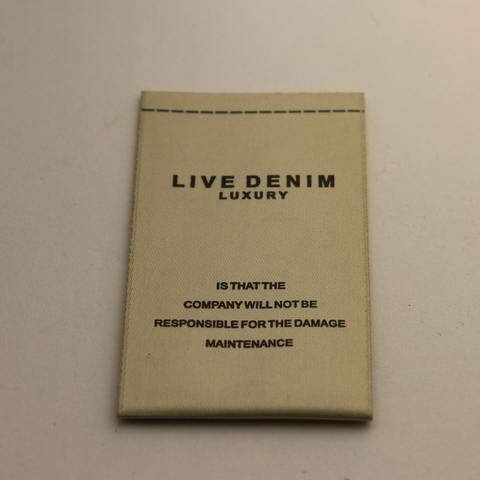 LIVE DENIM
LUXURY
IS THAT THE
COMPANY WILL NOT BE
RESPONSIBLE FOR THE DAMAGE
MAINTENANCE